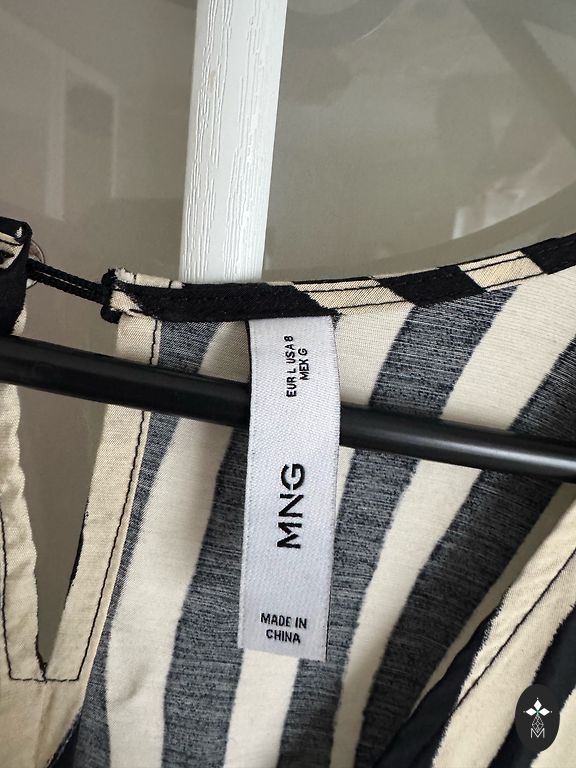 EUR L USA 8
MEX G
MNG
MADE IN
CHINA
M